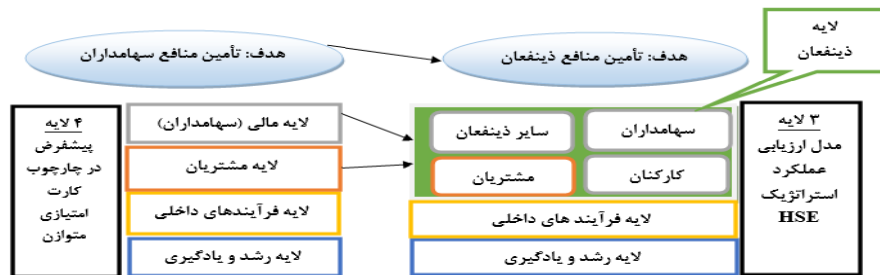 لایه
ذینفعان
هدف: تأمین منافع ذینفعان
هدف: تأمین منافع سهامداران
۳ لایه
مدل ارزیابی
عملکرد
استراتژیک
HSE
سهامداران
سایر ذینفعان
کارکنان
مشتریان
لایه فرآیند های داخلی
لایه رشد و یادگیری
لایه مالی (سهامداران)
لایه مشتریان
لایه فرآیندهای داخلی
لایه رشد و یادگیری
۴ لایه
پیشفرض
در چارچوب
کارت
امتیازی
متوازن